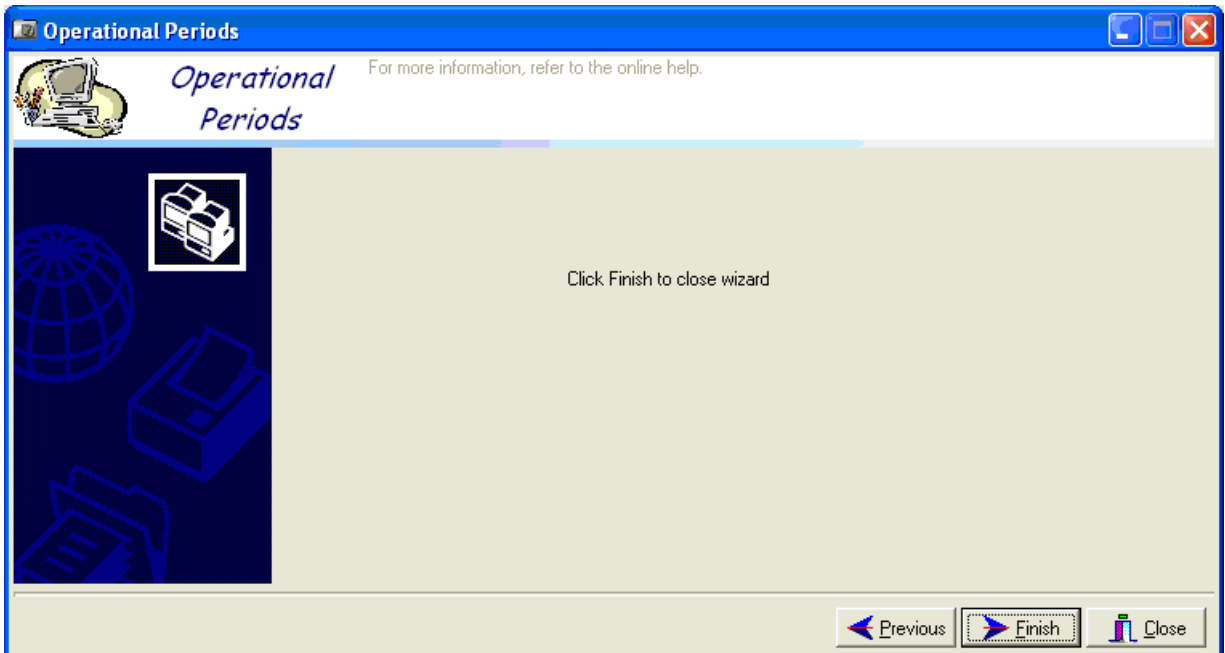 Operational Periods
Operational
Periods
For more information, refer to the online help.
Click Finish to close wizard
Previous
Finish
Close